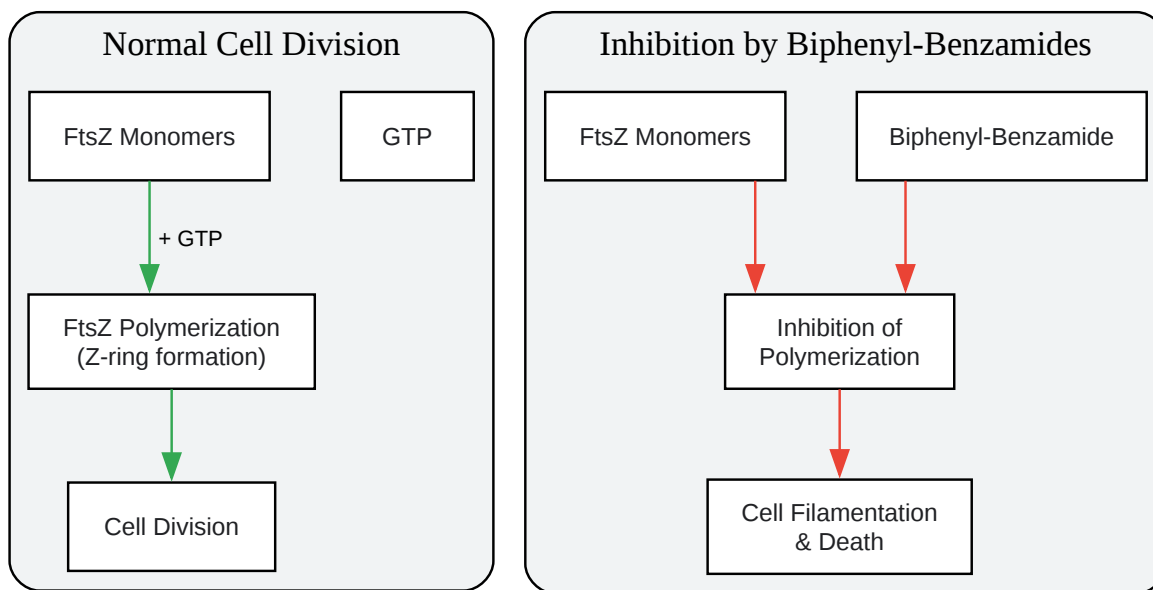 Normal Cell Division
FtsZ Monomers
GTP
+ GTP
FtsZ Polymerization
(Z-ring formation)
Cell Division
Inhibition by Biphenyl-Benzamides
FtsZ Monomers
Biphenyl-Benzamide
Inhibition of
Polymerization
Cell Filamentation
& Death